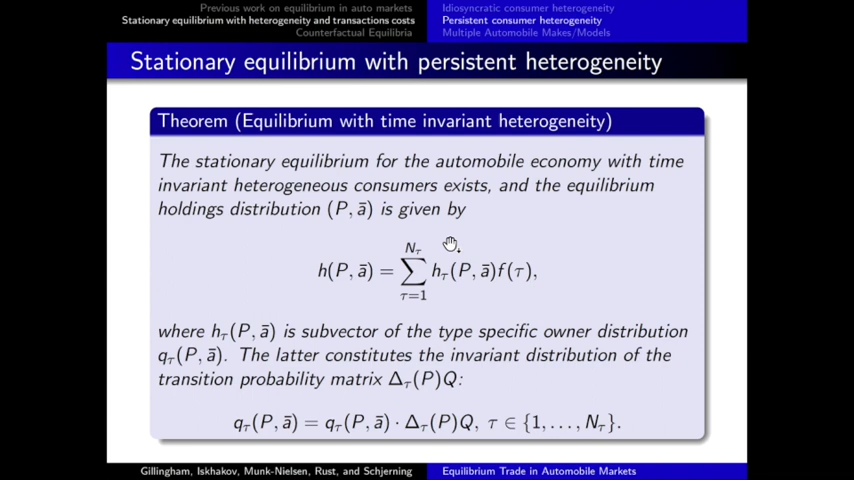 Previous work on equilibrium in auto markets
Stationary equilibrium with heterogeneity and transactions costs
Counterfactual Equilibria
Idiosyncratic consumer heterogeneity
Persistent consumer heterogeneity
Multiple Automobile Makes/Models
Stationary equilibrium with persistent heterogeneity
Theorem (Equilibrium with time invariant heterogeneity)
The stationary equilibrium for the automobile economy with time
invariant heterogeneous consumers exists, and the equilibrium
holdings distribution (P, ā) is given by
h(P, ā) = ∑_{τ=1}^{N_τ} h_τ(P, ā)f(τ),
where h_τ(P, ā) is subvector of the type specific owner distribution
q_τ(P, ā). The latter constitutes the invariant distribution of the
transition probability matrix Δ_τ(P)Q:
q_τ(P, ā) = q_τ(P, ā) · Δ_τ(P)Q, τ ∈ {1, . . . , N_τ}.
Gillingham, Iskhakov, Munk-Nielsen, Rust, and Schjerning
Equilibrium Trade in Automobile Markets